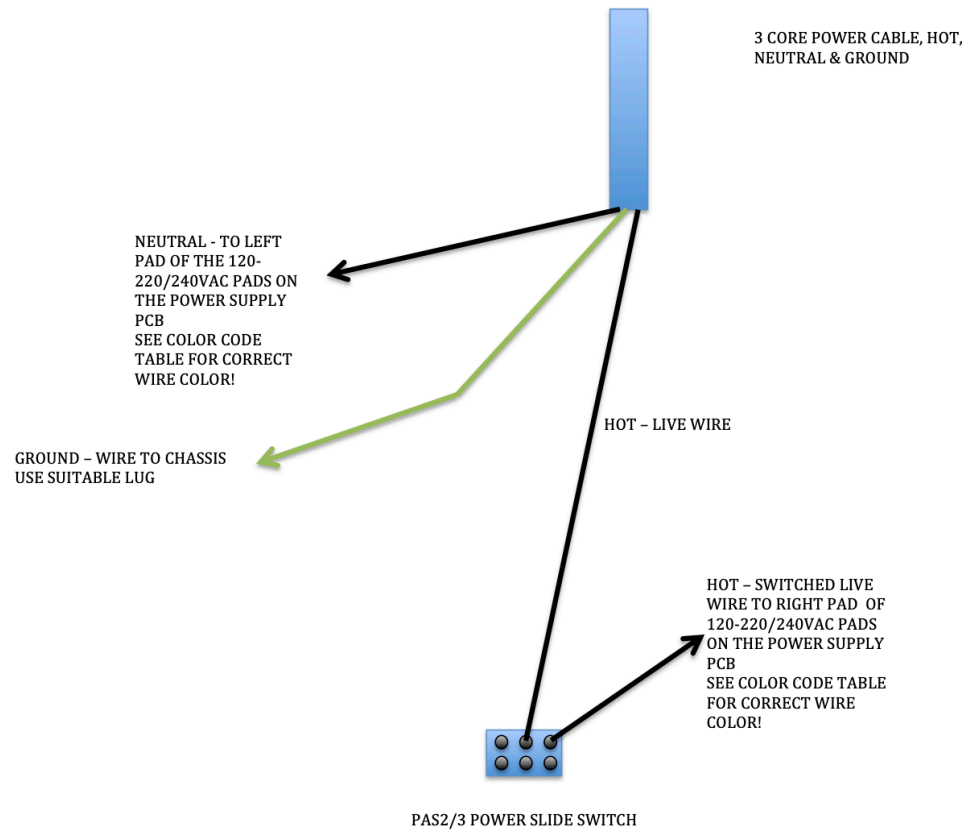 3 CORE POWER CABLE, HOT,
NEUTRAL & GROUND
NEUTRAL - TO LEFT
PAD OF THE 120-
220/240VAC PADS ON
THE POWER SUPPLY
PCB
SEE COLOR CODE
TABLE FOR CORRECT
WIRE COLOR!
HOT – LIVE WIRE
GROUND – WIRE TO CHASSIS
USE SUITABLE LUG
HOT – SWITCHED LIVE
WIRE TO RIGHT PAD OF
120-220/240VAC PADS
ON THE POWER SUPPLY
PCB
SEE COLOR CODE TABLE
FOR CORRECT WIRE
COLOR!
PAS2/3 POWER SLIDE SWITCH